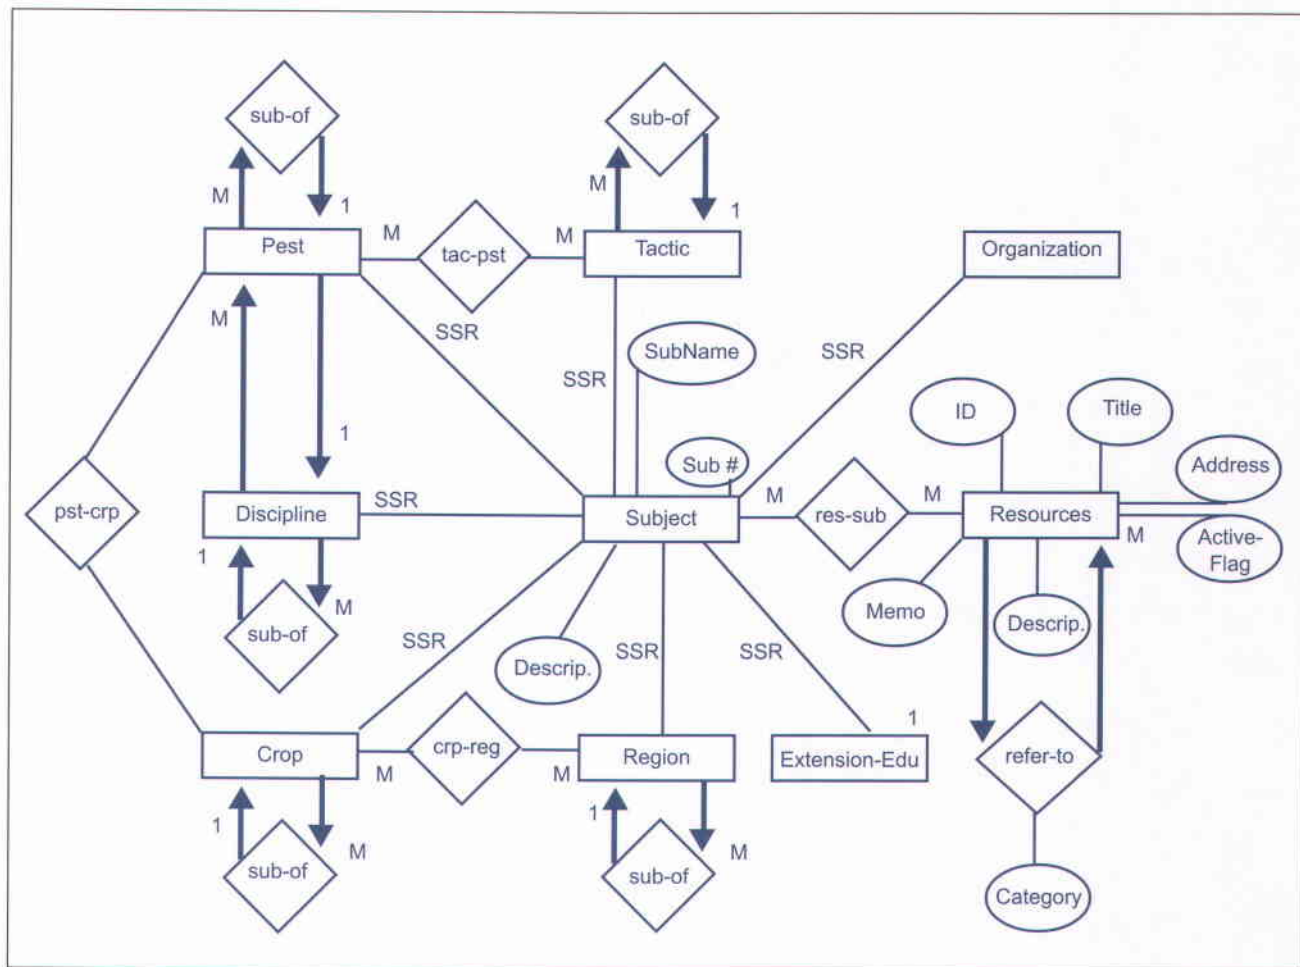 sub-of
sub-of
M
1
M
1
Pest
M
tac-pst
M
Tactic
Organization
M
SSR
SSR
SSR
SubName
ID
Title
1
Sub #
Address
pst-crp
Discipline
SSR
Subject
M
res-sub
M
Resources
M
Active-
Flag
1
M
sub-of
SSR
Descrip.
SSR
SSR
Memo
Descrip.
Crop
M
crp-reg
M
Region
1
Extension-Edu
refer-to
1
M
sub-of
1
M
sub-of
Category